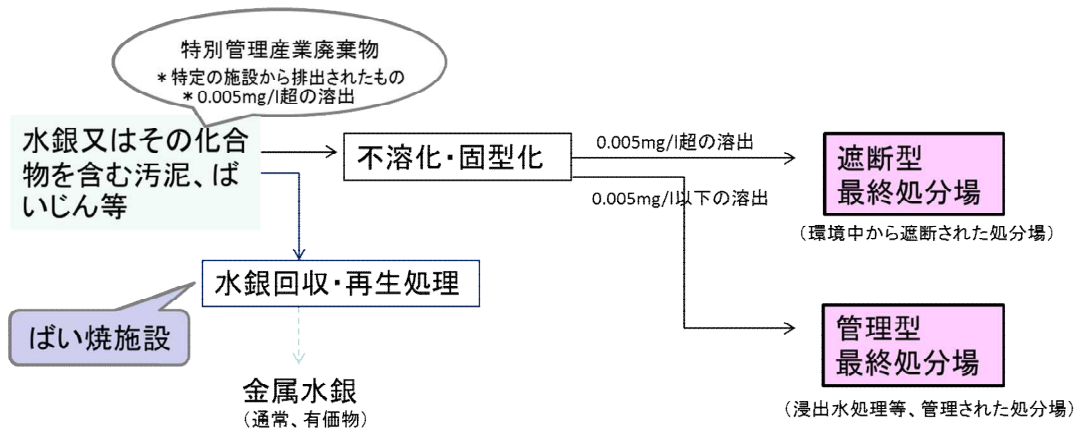 特別管理産業廃棄物
＊特定の施設から排出されたもの
＊0.005mg/l超の溶出
水銀又はその化合
物を含む汚泥、ば
いじん等
不溶化・固型化
0.005mg/l超の溶出
0.005mg/l以下の溶出
遮断型
最終処分場
（環境中から遮断された処分場）
水銀回収・再生処理
ばい焼施設
管理型
最終処分場
（浸出水処理等、管理された処分場）
金属水銀
（通常、有価物）